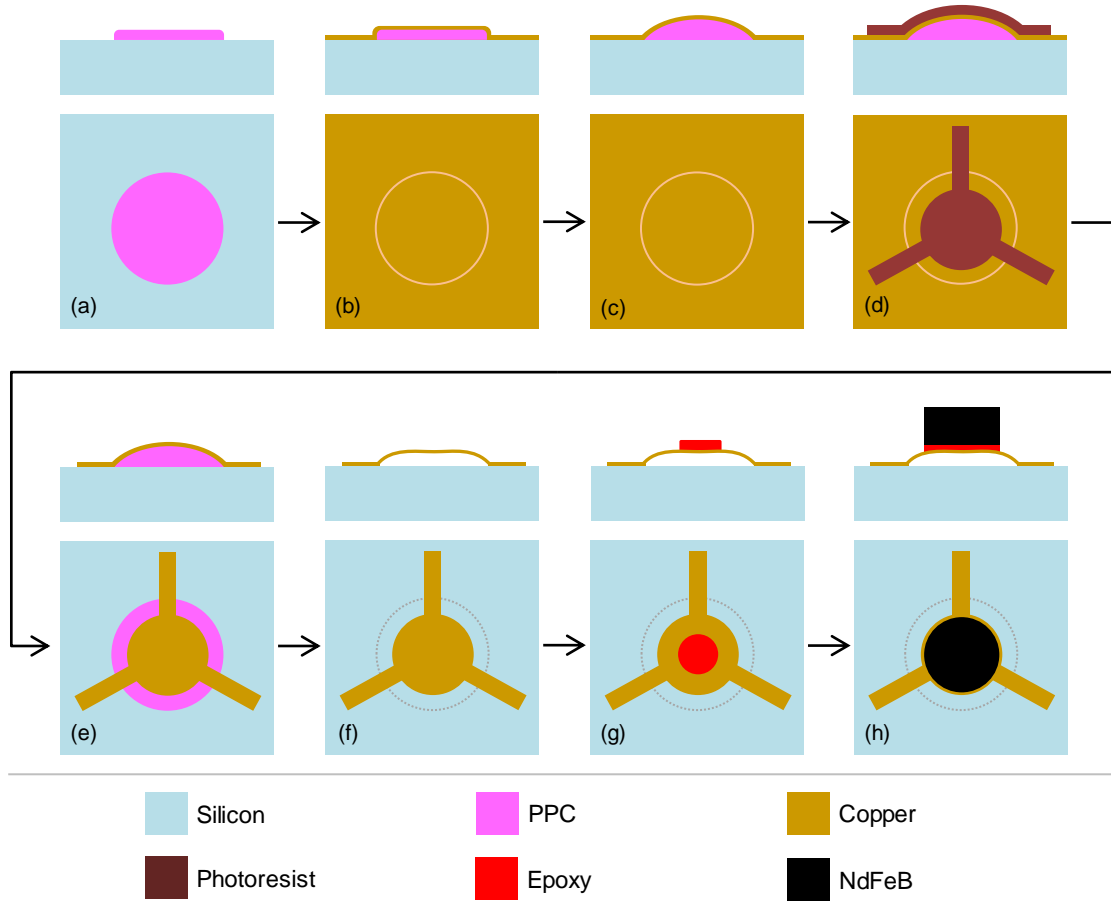 (a)
(b)
(c)
(d)
(e)
(f)
(g)
(h)
Silicon
PPC
Copper
Photoresist
Epoxy
NdFeB